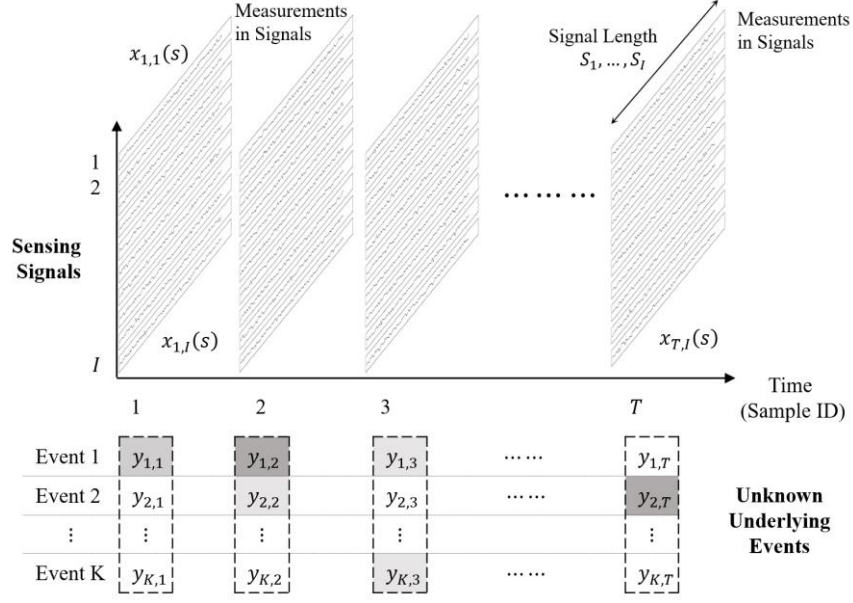 Measurements
in Signals
x_{1,1}(s)
Signal Length
S_1, ..., S_I
Measurements
in Signals
1
2
Sensing
Signals
I
x_{1,I}(s)
… … …
x_{T,I}(s)
1 2 3 T
Time
(Sample ID)
Event 1 y_{1,1} y_{1,2} y_{1,3} …… y_{1,T}
Event 2 y_{2,1} y_{2,2} y_{2,3} …… y_{2,T}
⋮ ⋮ ⋮ ⋮ ⋮
Event K y_{K,1} y_{K,2} y_{K,3} …… y_{K,T}
Unknown
Underlying
Events